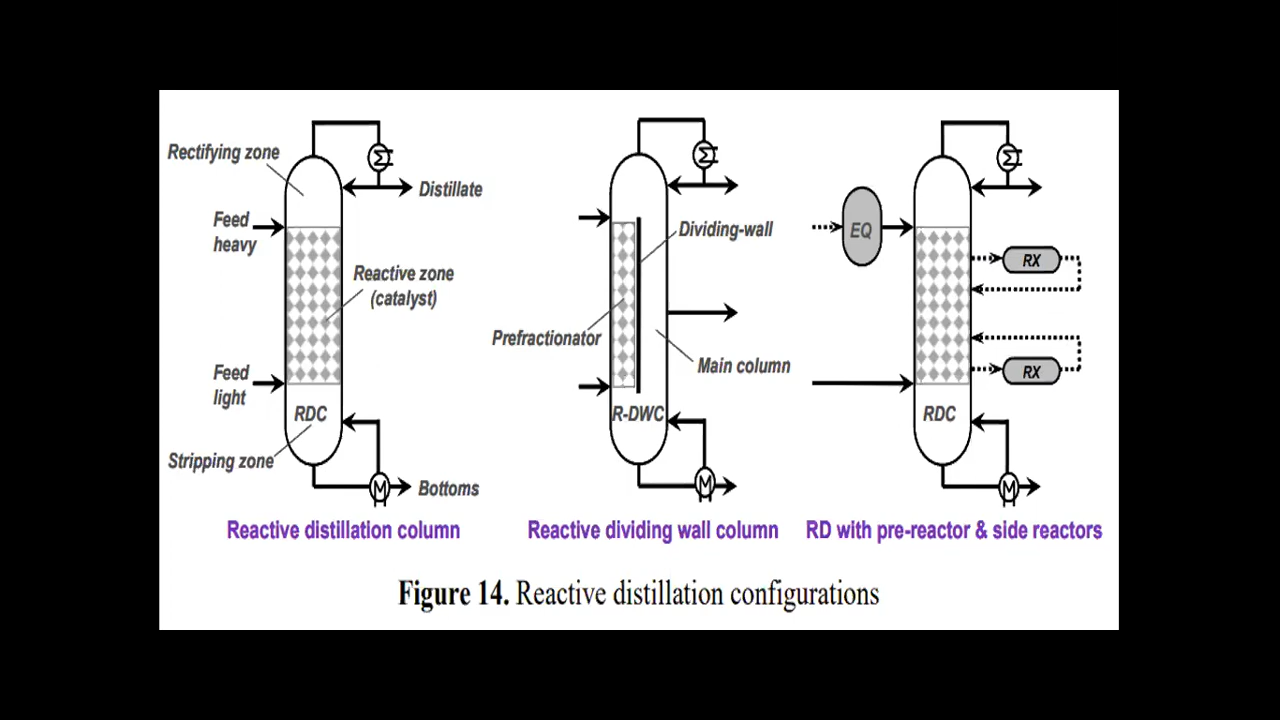 Rectifying zone
Distillate
Feed
heavy
Reactive zone
(catalyst)
Feed
light
RDC
Stripping zone
M
Bottoms
Reactive distillation column
Σ
Dividing-wall
Prefractionator
Main column
R-DWC
M
Reactive dividing wall column
Σ
EQ
RX
RX
RDC
M
RD with pre-reactor & side reactors
Σ
Figure 14. Reactive distillation configurations